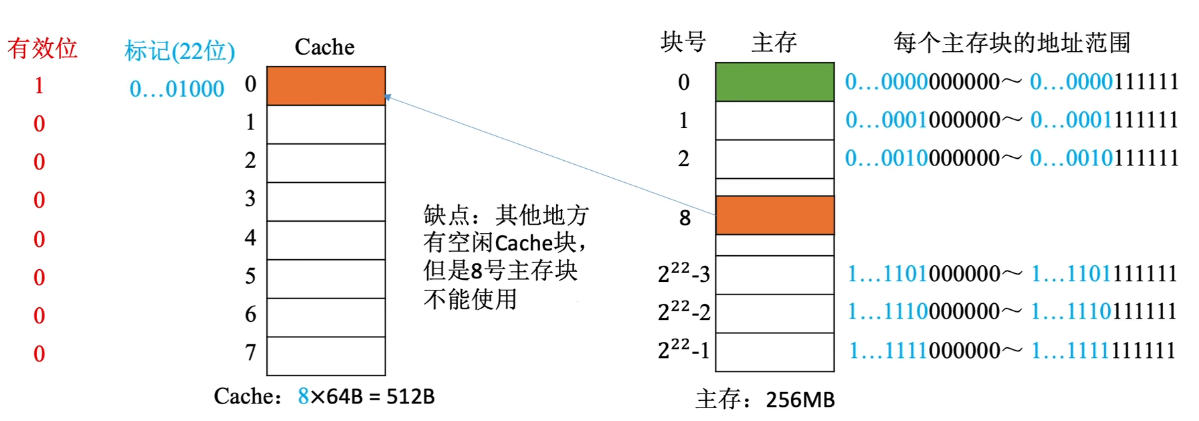 有效位 标记(22位) Cache 块号 主存 每个主存块的地址范围
1 0…01000 0 0 0…0000000000～ 0…0000111111
0 1 1 0…0001000000～ 0…0001111111
0 2 2 0…0010000000～ 0…0010111111
0 3 8
0 4
0 5 2²²-3 1…1101000000～ 1…1101111111
0 6 2²²-2 1…1110000000～ 1…1110111111
0 7 2²²-1 1…1111000000～ 1…1111111111
缺点：其他地方
有空闲Cache块，
但是8号主存块
不能使用
Cache：8×64B = 512B 主存：256MB